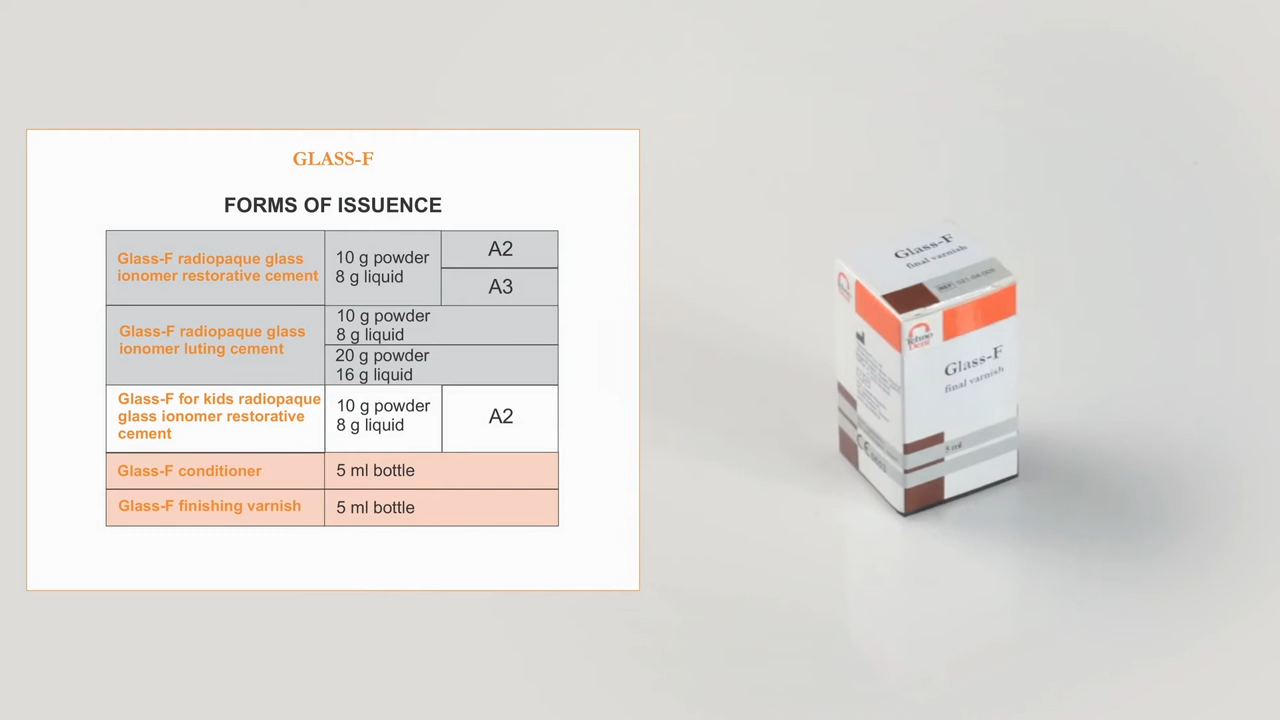 GLASS-F
FORMS OF ISSUENCE
Glass-F radiopaque glass
ionomer restorative cement
10 g powder
8 g liquid
A2
A3
Glass-F radiopaque glass
ionomer luting cement
10 g powder
8 g liquid
20 g powder
16 g liquid
Glass-F for kids radiopaque
glass ionomer restorative
cement
10 g powder
8 g liquid
A2
Glass-F conditioner
5 ml bottle
Glass-F finishing varnish
5 ml bottle
Glass-F
final varnish
REF
Tehno
Dent
Glass-F
final varnish
5 ml